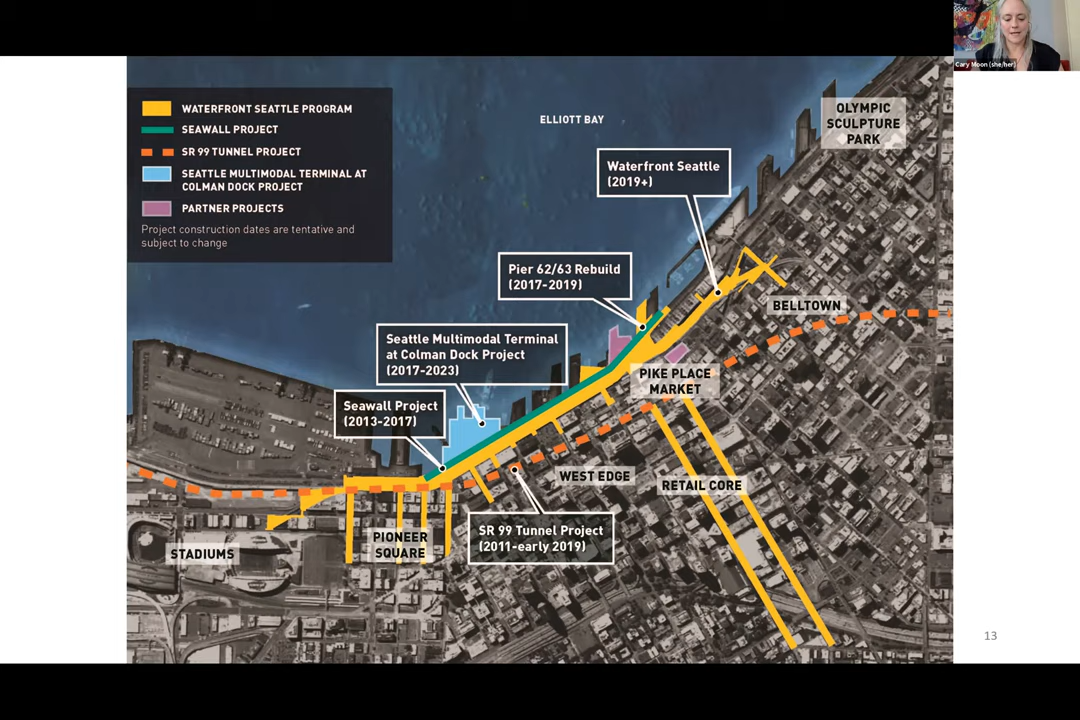 Cary Moon (she/her)
WATERFRONT SEATTLE PROGRAM
SEAWALL PROJECT
SR 99 TUNNEL PROJECT
SEATTLE MULTIMODAL TERMINAL AT
COLMAN DOCK PROJECT
PARTNER PROJECTS
Project construction dates are tentative and
subject to change
ELLIOTT BAY
OLYMPIC
SCULPTURE
PARK
Waterfront Seattle
(2019+)
Pier 62/63 Rebuild
(2017-2019)
BELLTOWN
Seattle Multimodal Terminal
at Colman Dock Project
(2017-2023)
PIKE PLACE
MARKET
Seawall Project
(2013-2017)
WEST EDGE
RETAIL CORE
SR 99 Tunnel Project
(2011-early 2019)
PIONEER
SQUARE
STADIUMS
13